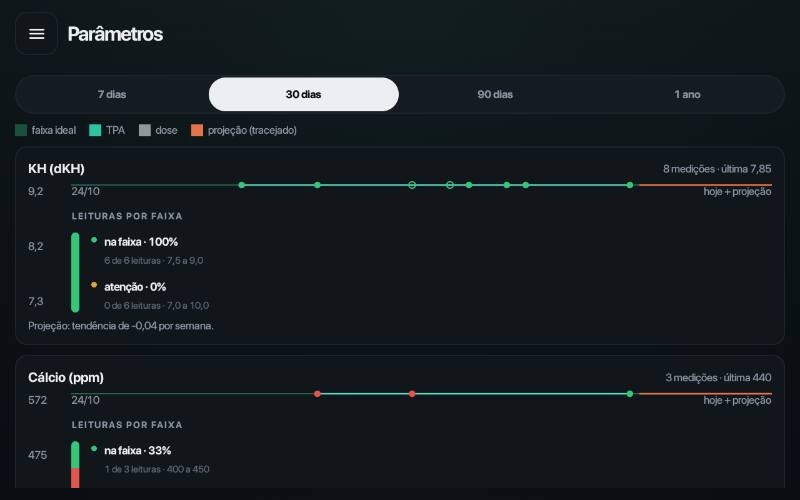 Parâmetros
7 dias
30 dias
90 dias
1 ano
faixa ideal
TPA
dose
projeção (tracejado)
KH (dKH)
8 medições · última 7,85
9,2
24/10
hoje + projeção
LEITURAS POR FAIXA
8,2
na faixa · 100%
6 de 6 leituras · 7,5 a 9,0
atenção · 0%
7,3
0 de 6 leituras · 7,0 a 10,0
Projeção: tendência de -0,04 por semana.
Cálcio (ppm)
3 medições · última 440
572
24/10
hoje + projeção
LEITURAS POR FAIXA
475
na faixa · 33%
1 de 3 leituras · 400 a 450